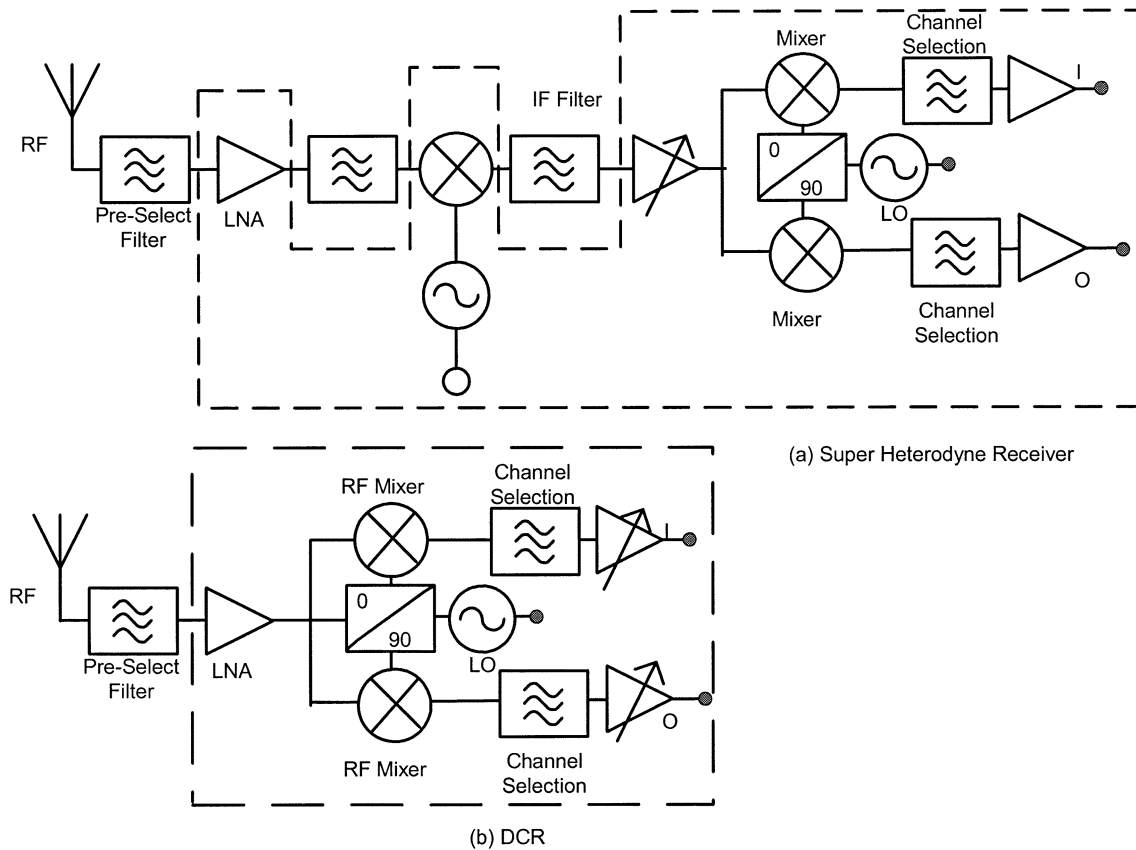 Mixer
Channel
Selection
I
IF Filter
RF
0
90
LO
Pre-Select
Filter
LNA
O
Mixer
Channel
Selection
(a) Super Heterodyne Receiver
Channel
Selection
RF Mixer
I
RF
0
90
LO
Pre-Select
Filter
LNA
O
RF Mixer
Channel
Selection
(b) DCR